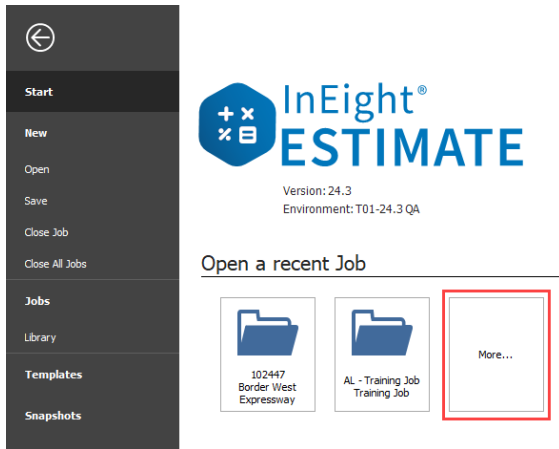 Start
New
Open
Save
Close Job
Close All Jobs
Jobs
Library
Templates
Snapshots
InEight®
ESTIMATE
Version: 24.3
Environment: T01-24.3 QA
Open a recent Job
102447
Border West
Expressway
AL - Training Job
Training Job
More...